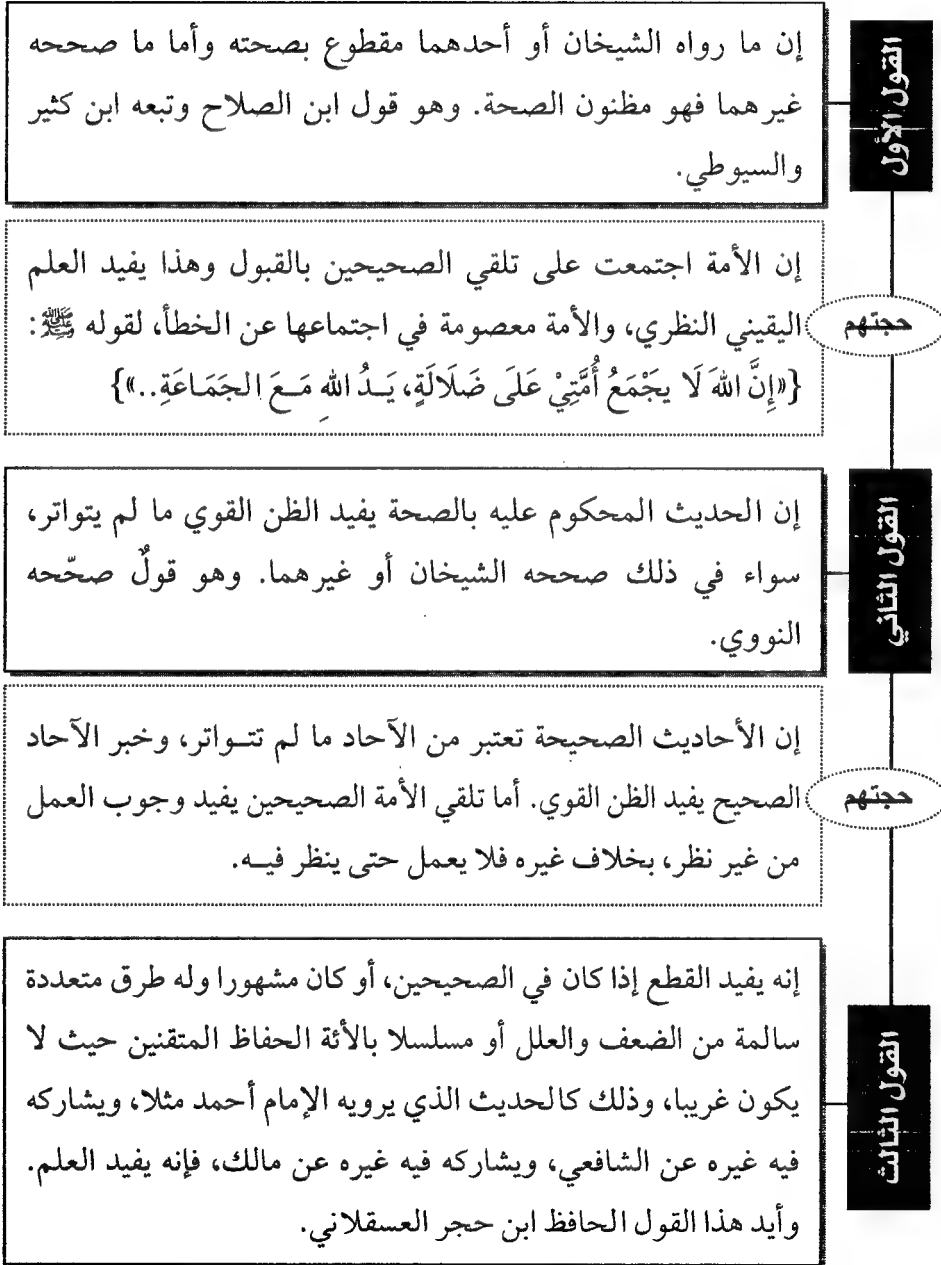 القول الأول
إن ما رواه الشيخان أو أحدهما مقطوع بصحته وأما ما صححه
غيرهما فهو مظنون الصحة. وهو قول ابن الصلاح وتبعه ابن كثير
والسيوطي.
حجتهم
إن الأمة اجتمعت على تلقي الصحيحين بالقبول وهذا يفيد العلم
اليقيني النظري، والأمة معصومة في اجتماعها عن الخطأ، لقوله ﷺ:
{«إِنَّ اللهَ لَا يَجْمَعُ أُمَّتِيْ عَلَى ضَلَالَةٍ، يَـدُ اللهِ مَـعَ الجَمَـاعَةِ..»}
القول الثاني
إن الحديث المحكوم عليه بالصحة يفيد الظن القوي ما لم يتواتر،
سواء في ذلك صححه الشيخان أو غيرهما. وهو قولٌ صحّحه
النووي.
حجتهم
إن الأحاديث الصحيحة تعتبر من الآحاد ما لم تتـواتر، وخبر الآحاد
الصحيح يفيد الظن القوي. أما تلقي الأمة الصحيحين يفيد وجوب العمل
من غير نظر، بخلاف غيره فلا يعمل حتى ينظر فيـه.
القول الثالث
إنه يفيد القطع إذا كان في الصحيحين، أو كان مشهورا وله طرق متعددة
سالمة من الضعف والعلل أو مسلسلا بالأئة الحفاظ المتقنين حيث لا
يكون غريبا، وذلك كالحديث الذي يرويه الإمام أحمد مثلا، ويشاركه
فيه غيره عن الشافعي، ويشاركه فيه غيره عن مالك، فإنه يفيد العلم.
وأيد هذا القول الحافظ ابن حجر العسقلاني.